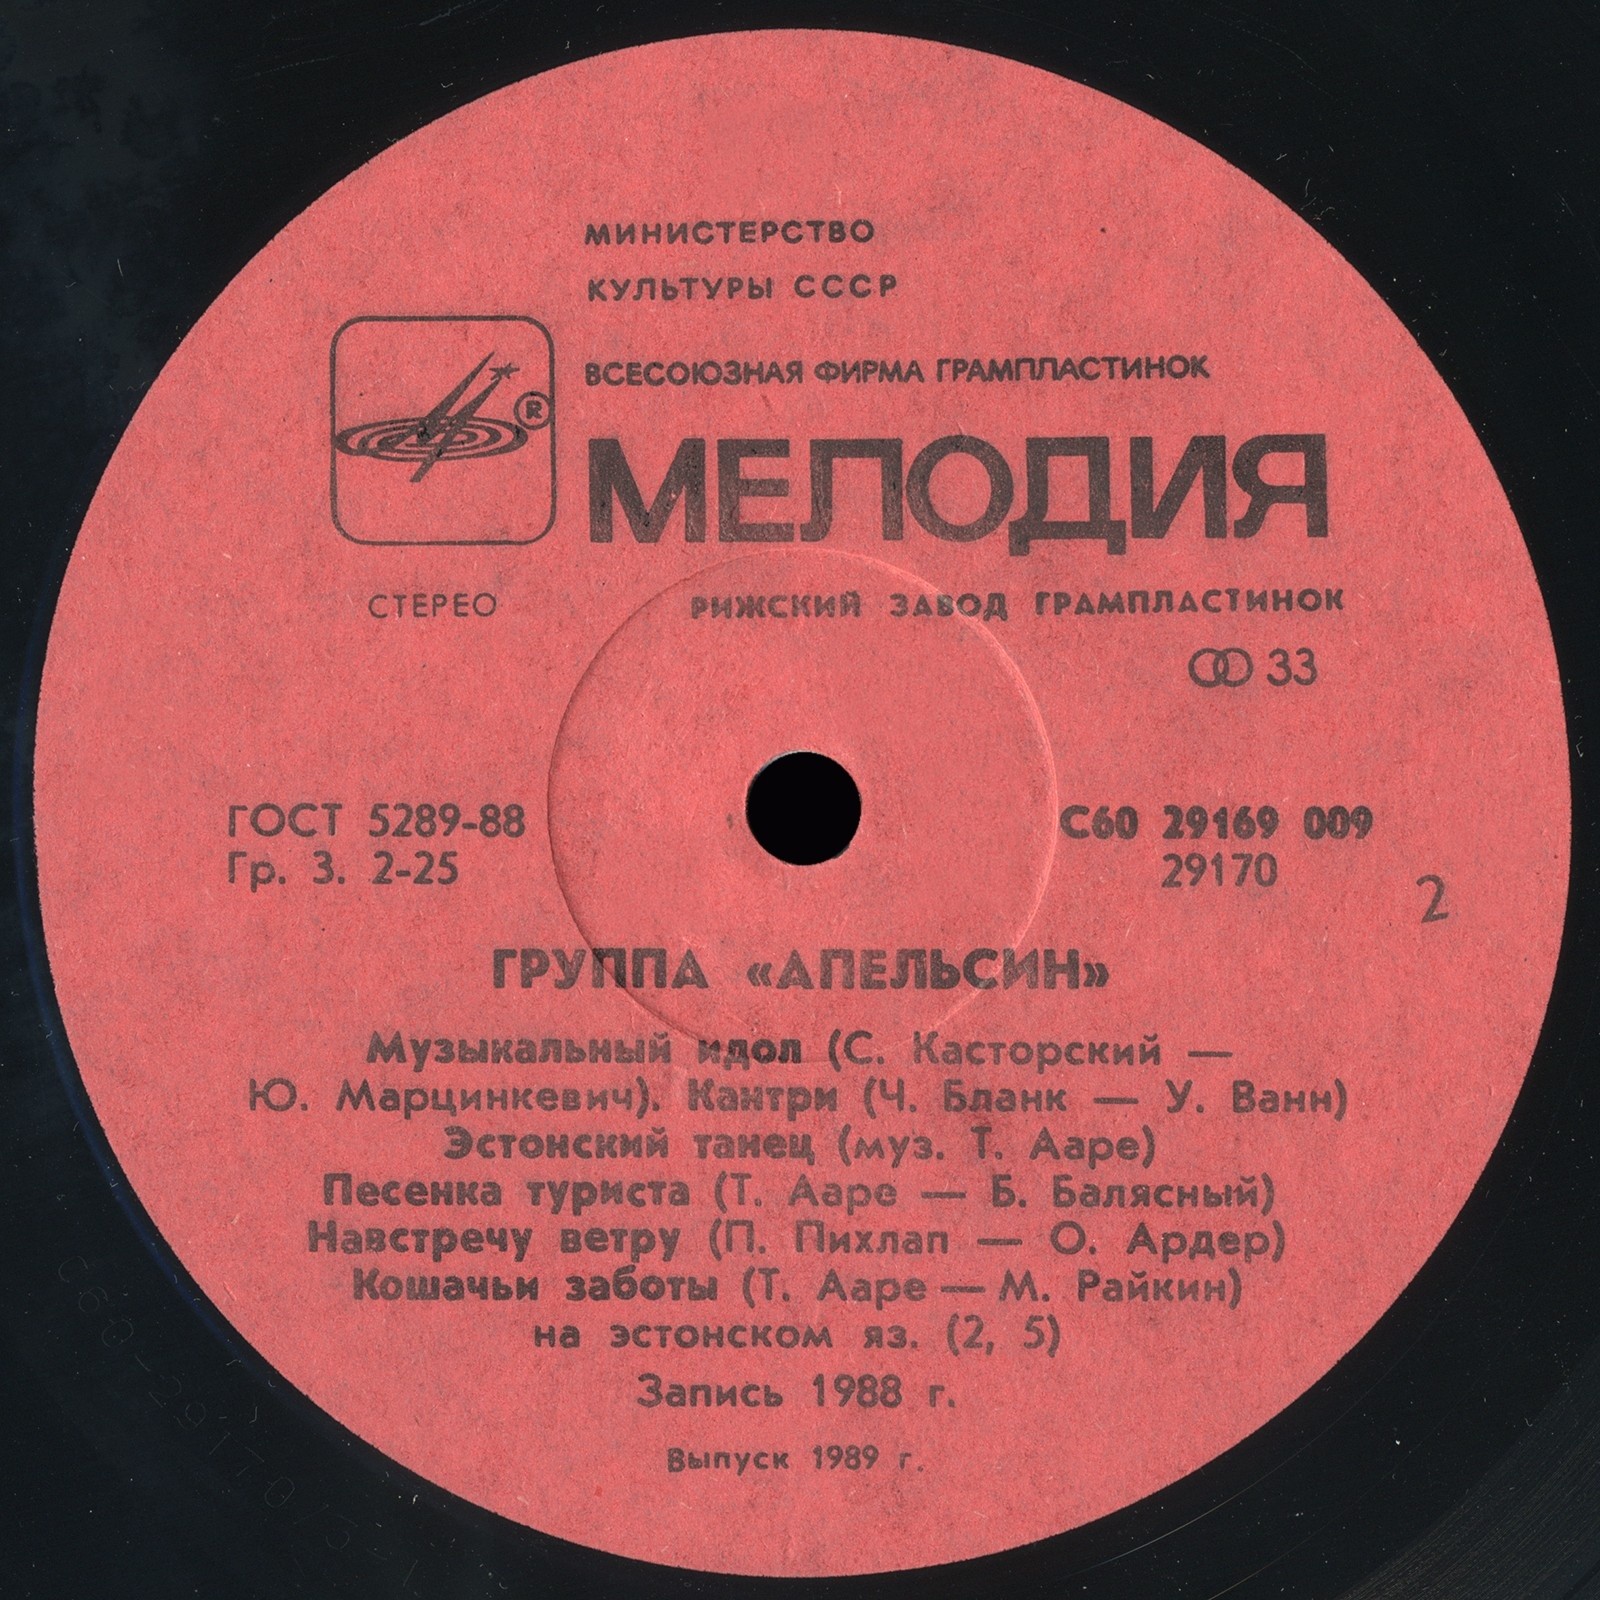 МИНИСТЕРСТВО
КУЛЬТУРЫ СССР
ВСЕСОЮЗНАЯ ФИРМА ГРАМПЛАСТИНОК
®
МЕЛОДИЯ
СТЕРЕО
РИЖСКИЙ ЗАВОД ГРАМПЛАСТИНОК
33
ГОСТ 5289-88
Гр. 3. 2-25
С60 29169 009
29170
2
ГРУППА «АПЕЛЬСИН»
Музыкальный идол (С. Касторский —
Ю. Марцинкевич). Кантри (Ч. Бланк — У. Ванн)
Эстонский танец (муз. Т. Ааре)
Песенка туриста (Т. Ааре — Б. Балясный)
Навстречу ветру (П. Пихлап — О. Ардер)
Кошачьи заботы (Т. Ааре — М. Райкин)
на эстонском яз. (2, 5)
Запись 1988 г.
Выпуск 1989 г.